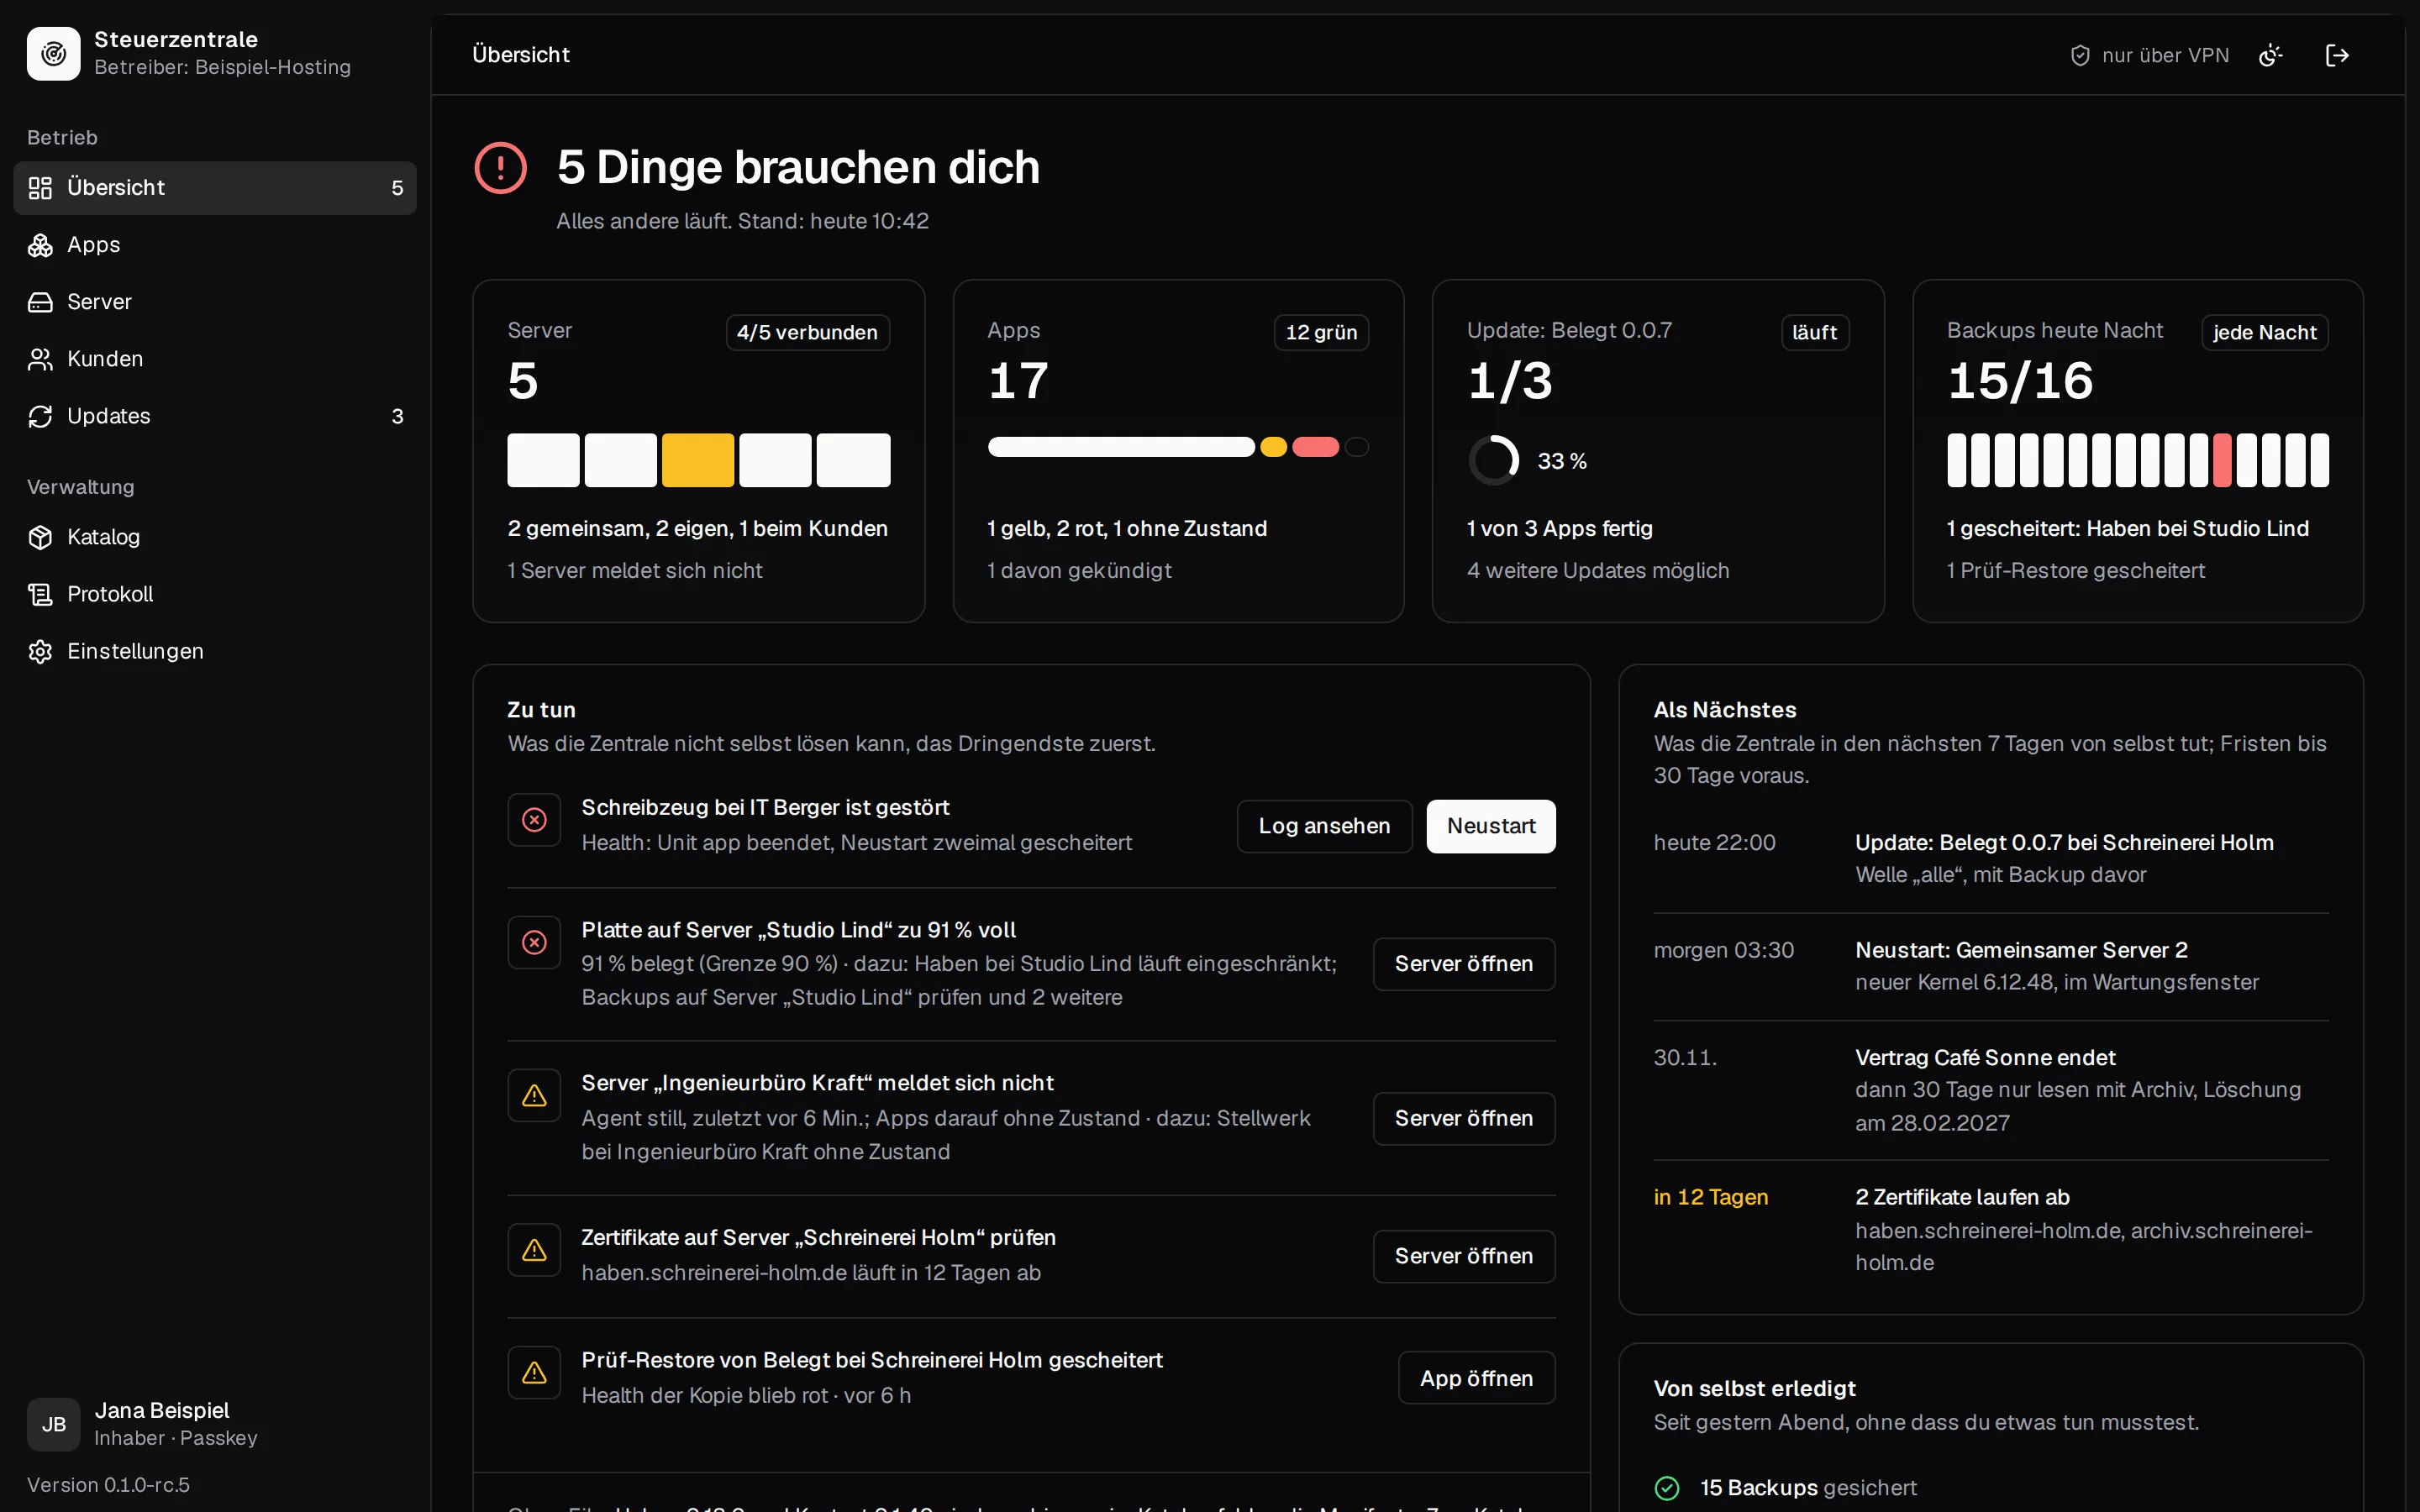 Steuerzentrale
Betreiber: Beispiel-Hosting
Betrieb
Übersicht 5
Apps
Server
Kunden
Updates 3
Verwaltung
Katalog
Protokoll
Einstellungen
JB
Jana Beispiel
Inhaber · Passkey
Version 0.1.0-rc.5
Übersicht
nur über VPN
5 Dinge brauchen dich
Alles andere läuft. Stand: heute 10:42
Server
4/5 verbunden
5
2 gemeinsam, 2 eigen, 1 beim Kunden
1 Server meldet sich nicht
Apps
12 grün
17
1 gelb, 2 rot, 1 ohne Zustand
1 davon gekündigt
Update: Belegt 0.0.7
läuft
1/3
33 %
1 von 3 Apps fertig
4 weitere Updates möglich
Backups heute Nacht
jede Nacht
15/16
1 gescheitert: Haben bei Studio Lind
1 Prüf-Restore gescheitert
Zu tun
Was die Zentrale nicht selbst lösen kann, das Dringendste zuerst.
Schreibzeug bei IT Berger ist gestört
Health: Unit app beendet, Neustart zweimal gescheitert
Log ansehen
Neustart
Platte auf Server „Studio Lind“ zu 91 % voll
91 % belegt (Grenze 90 %) · dazu: Haben bei Studio Lind läuft eingeschränkt;
Backups auf Server „Studio Lind“ prüfen und 2 weitere
Server öffnen
Server „Ingenieurbüro Kraft“ meldet sich nicht
Agent still, zuletzt vor 6 Min.; Apps darauf ohne Zustand · dazu: Stellwerk
bei Ingenieurbüro Kraft ohne Zustand
Server öffnen
Zertifikate auf Server „Schreinerei Holm“ prüfen
haben.schreinerei-holm.de läuft in 12 Tagen ab
Server öffnen
Prüf-Restore von Belegt bei Schreinerei Holm gescheitert
Health der Kopie blieb rot · vor 6 h
App öffnen
Als Nächstes
Was die Zentrale in den nächsten 7 Tagen von selbst tut; Fristen bis
30 Tage voraus.
heute 22:00
Update: Belegt 0.0.7 bei Schreinerei Holm
Welle „alle“, mit Backup davor
morgen 03:30
Neustart: Gemeinsamer Server 2
neuer Kernel 6.12.48, im Wartungsfenster
30.11.
Vertrag Café Sonne endet
dann 30 Tage nur lesen mit Archiv, Löschung
am 28.02.2027
in 12 Tagen
2 Zertifikate laufen ab
haben.schreinerei-holm.de, archiv.schreinerei-
holm.de
Von selbst erledigt
Seit gestern Abend, ohne dass du etwas tun musstest.
15 Backups gesichert